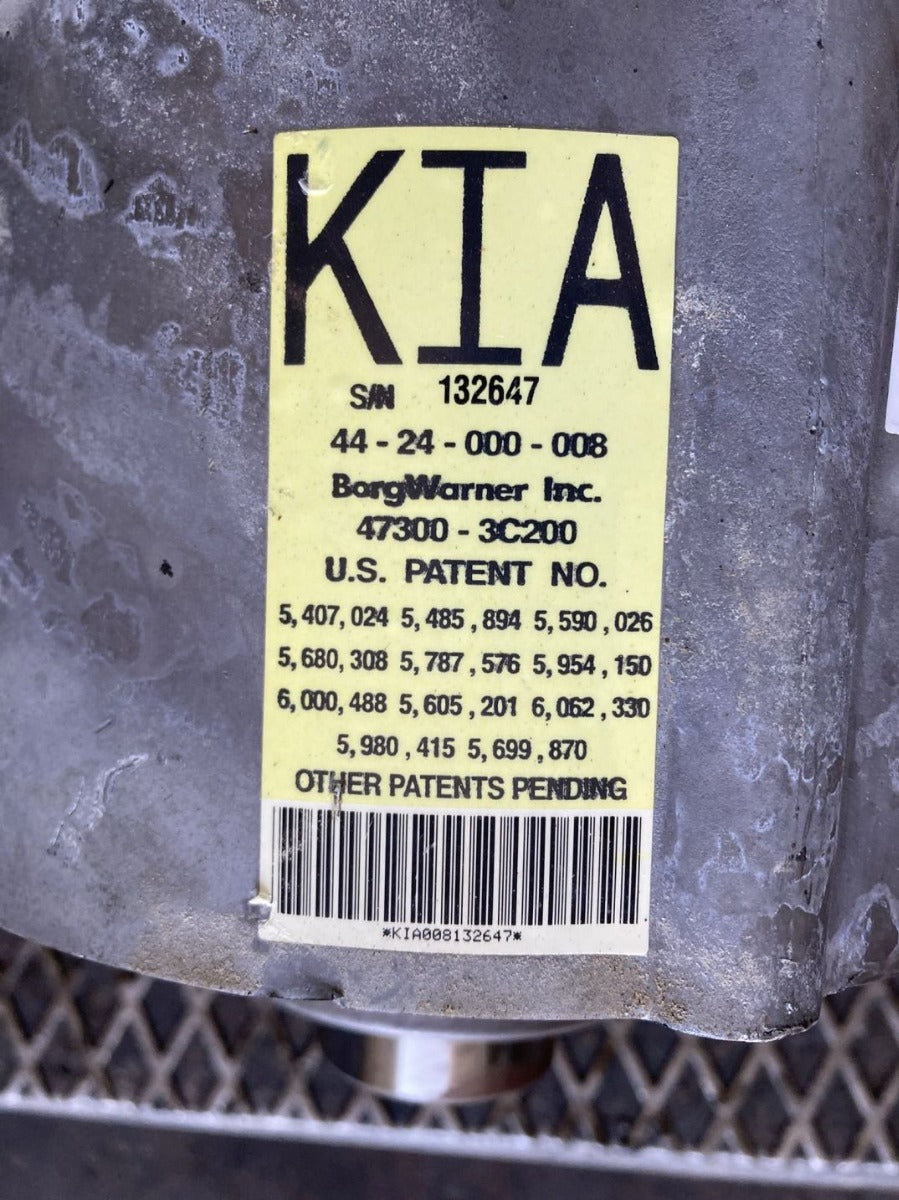 KIA
S/N 132647
44 - 24 - 000 - 008
BorgWarner Inc.
47300 - 3C200
U.S. PATENT NO.
5,407,024 5,485,894 5,590,026
5,680,308 5,787,576 5,954,150
6,000,488 5,605,201 6,062,330
5,980,415 5,699,870
OTHER PATENTS PENDING
*KIA008132647*